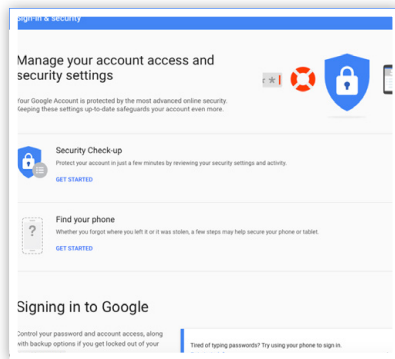 Sign-in & security
Manage your account access and
security settings
Your Google Account is protected by the most advanced online security.
Keeping these settings up-to-date safeguards your account even more.
Security Check-up
Protect your account in just a few minutes by reviewing your security settings and activity.
GET STARTED
Find your phone
Whether you forgot where you left it or it was stolen, a few steps may help secure your phone or tablet.
GET STARTED
Signing in to Google
Control your password and account access, along
with backup options if you get locked out of your
Tired of typing passwords? Try using your phone to sign in.